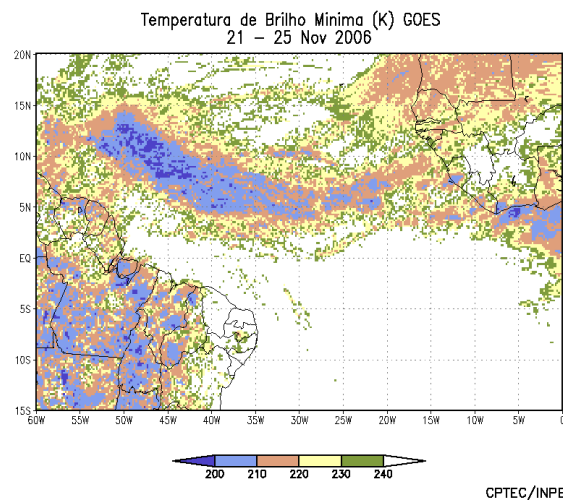 Temperatura de Brilho Minima (K) GOES
21 – 25 Nov 2006
20N
15N
10N
5N
EQ
5S
10S
15S
60W 55W 50W 45W 40W 35W 30W 25W 20W 15W 10W 5W 0
200 210 220 230 240
CPTEC/INPE